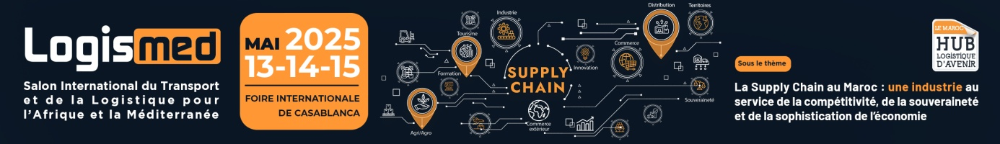 Logismed
Salon International du Transport
et de la Logistique pour
l'Afrique et la Méditerranée
MAI 2025
13-14-15
FOIRE INTERNATIONALE
DE CASABLANCA
Industrie
Tourisme
Formation
Agri/Agro
SUPPLY
CHAIN
Commerce
extérieur
Innovation
Commerce
Distribution
Territoires
Souveraineté
Sous le thème
La Supply Chain au Maroc : une industrie au
service de la compétitivité, de la souveraineté
et de la sophistication de l'économie
LE MAROC
HUB
LOGISTIQUE
D'AVENIR